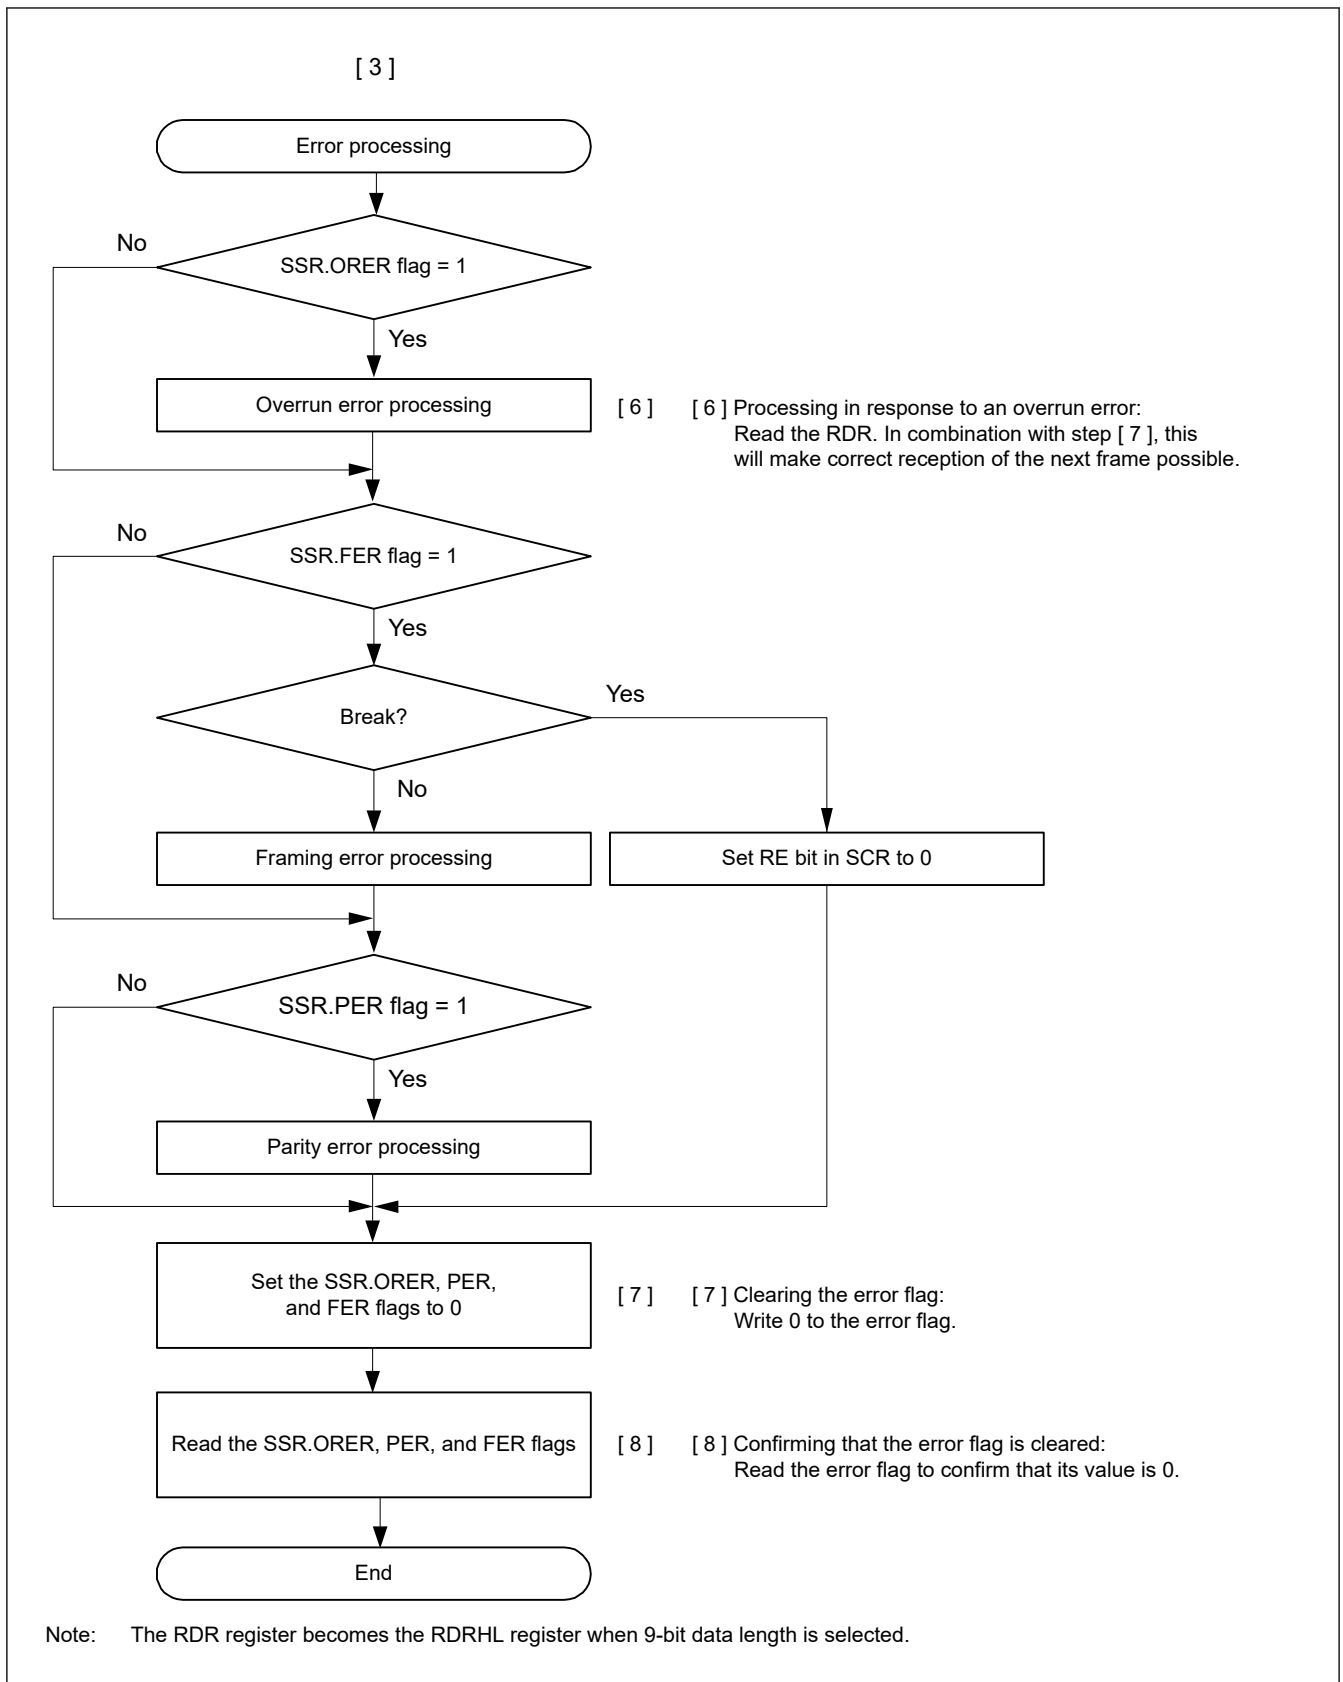 [ 3 ]
Error processing
No
SSR.ORER flag = 1
Yes
Overrun error processing
[ 6 ]
[ 6 ] Processing in response to an overrun error:
Read the RDR. In combination with step [ 7 ], this
will make correct reception of the next frame possible.
No
SSR.FER flag = 1
Yes
Break?
Yes
No
Framing error processing
Set RE bit in SCR to 0
No
SSR.PER flag = 1
Yes
Parity error processing
Set the SSR.ORER, PER,
and FER flags to 0
[ 7 ]
[ 7 ] Clearing the error flag:
Write 0 to the error flag.
Read the SSR.ORER, PER, and FER flags
[ 8 ]
[ 8 ] Confirming that the error flag is cleared:
Read the error flag to confirm that its value is 0.
End
Note: The RDR register becomes the RDRHL register when 9-bit data length is selected.